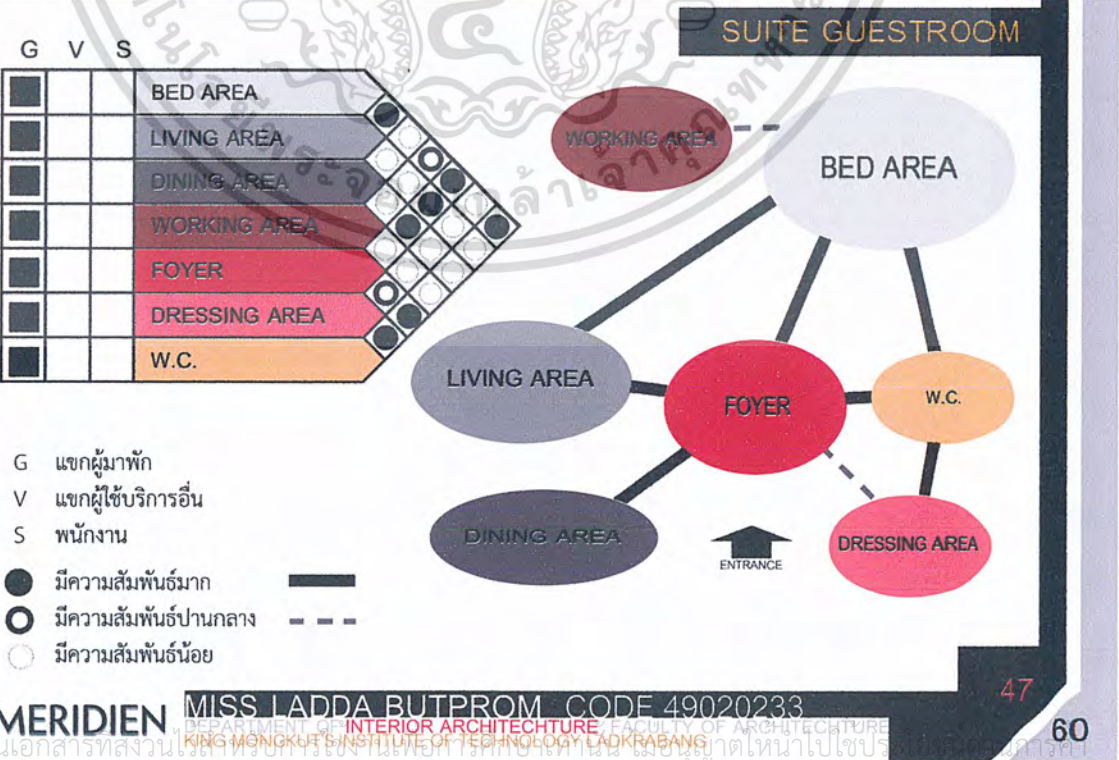 SUITE GUESTROOM
G V S
BED AREA
LIVING AREA
DINING AREA
WORKING AREA
FOYER
DRESSING AREA
W.C.
WORKING AREA
BED AREA
LIVING AREA
FOYER
W.C.
DINING AREA
ENTRANCE
DRESSING AREA
G แขกผู้มาพัก
V แขกผู้ใช้บริการอื่น
S พนักงาน
มีความสัมพันธ์มาก
มีความสัมพันธ์ปานกลาง
มีความสัมพันธ์น้อย
47
60
MERIDIEN
MISS LADDA BUTPROM CODE 49020233
DEPARTMENT OF INTERIOR ARCHITECHTURE / FACULTY OF ARCHITECHTURE
KING MONGKUT'S INSTITUTE OF TECHNOLOGY LADKRABANG